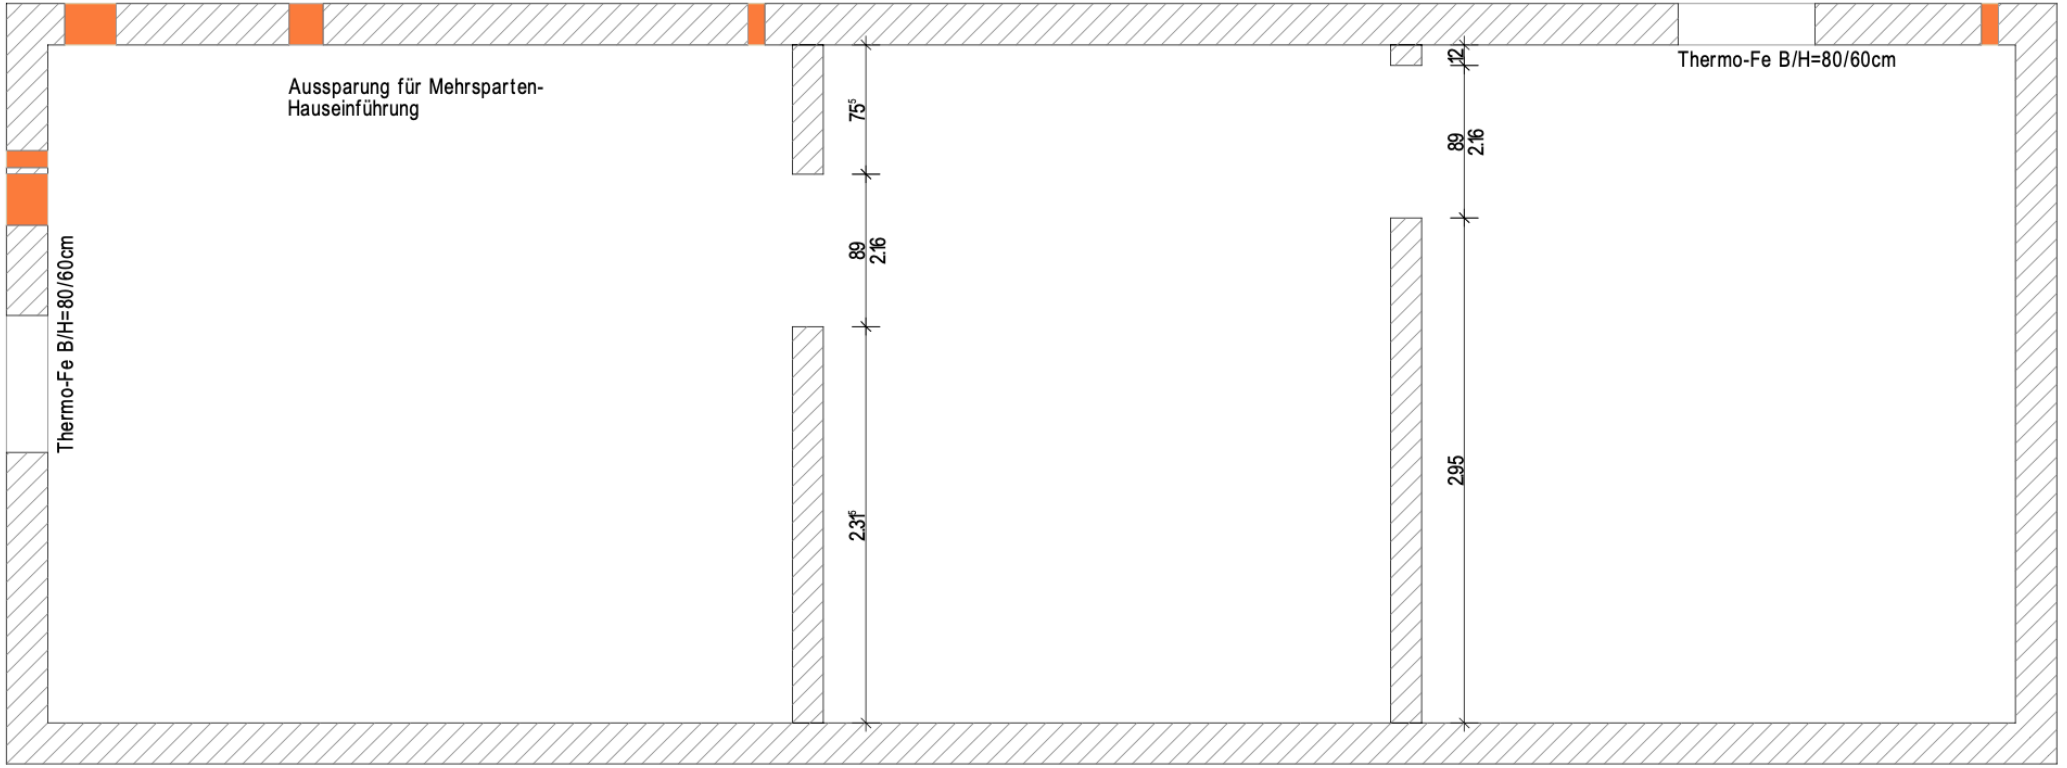 Aussparung für Mehrsparten-
Hauseinführung
Thermo-Fe B/H=80/60cm
75⁵
89
2.16
2.31⁵
12
89
2.16
2.95
Thermo-Fe B/H=80/60cm